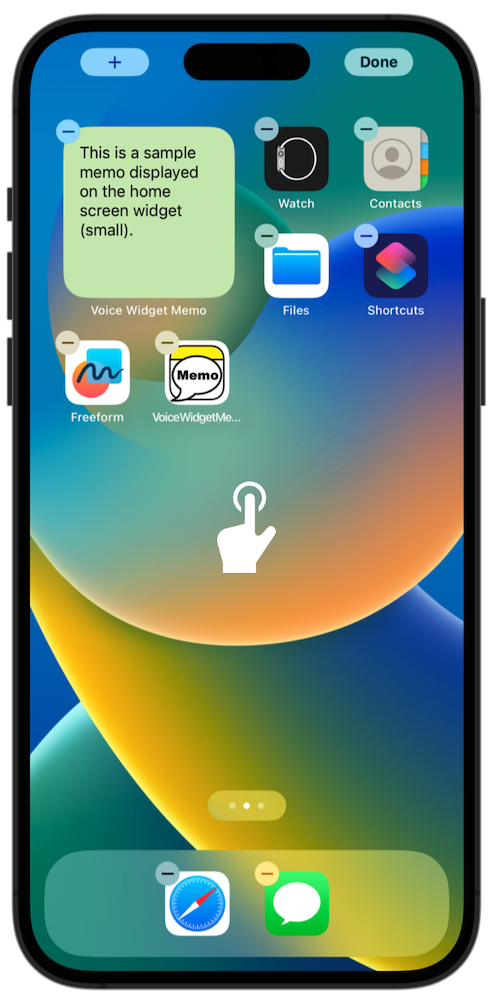 +
Done
This is a sample
memo displayed
on the home
screen widget
(small).
Voice Widget Memo
Watch
Contacts
Files
Shortcuts
Memo
Freeform
VoiceWidgetMe...